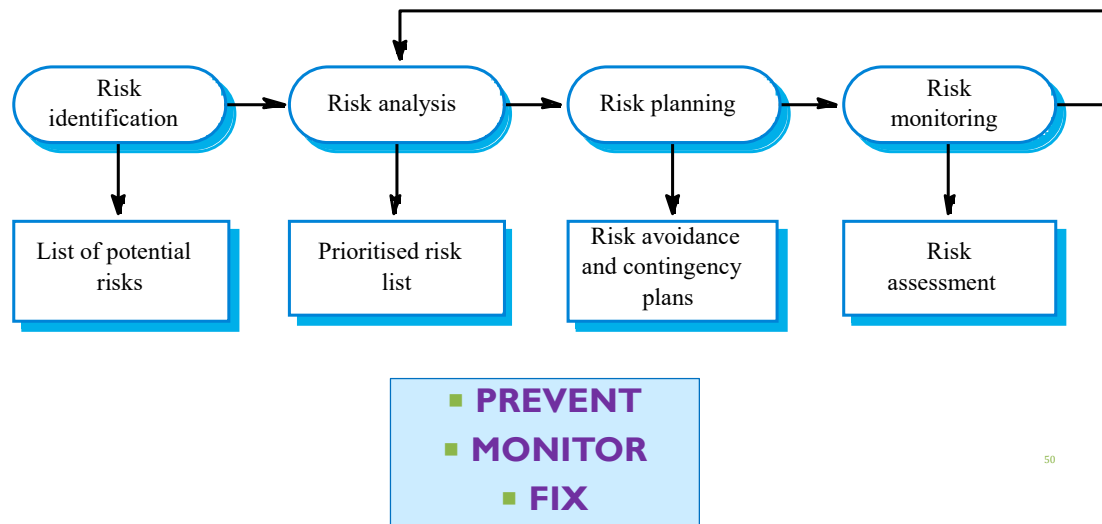 Risk
identification
Risk analysis
Risk planning
Risk
monitoring
List of potential
risks
Prioritised risk
list
Risk avoidance
and contingency
plans
Risk
assessment
▪ PREVENT
▪ MONITOR
▪ FIX
50